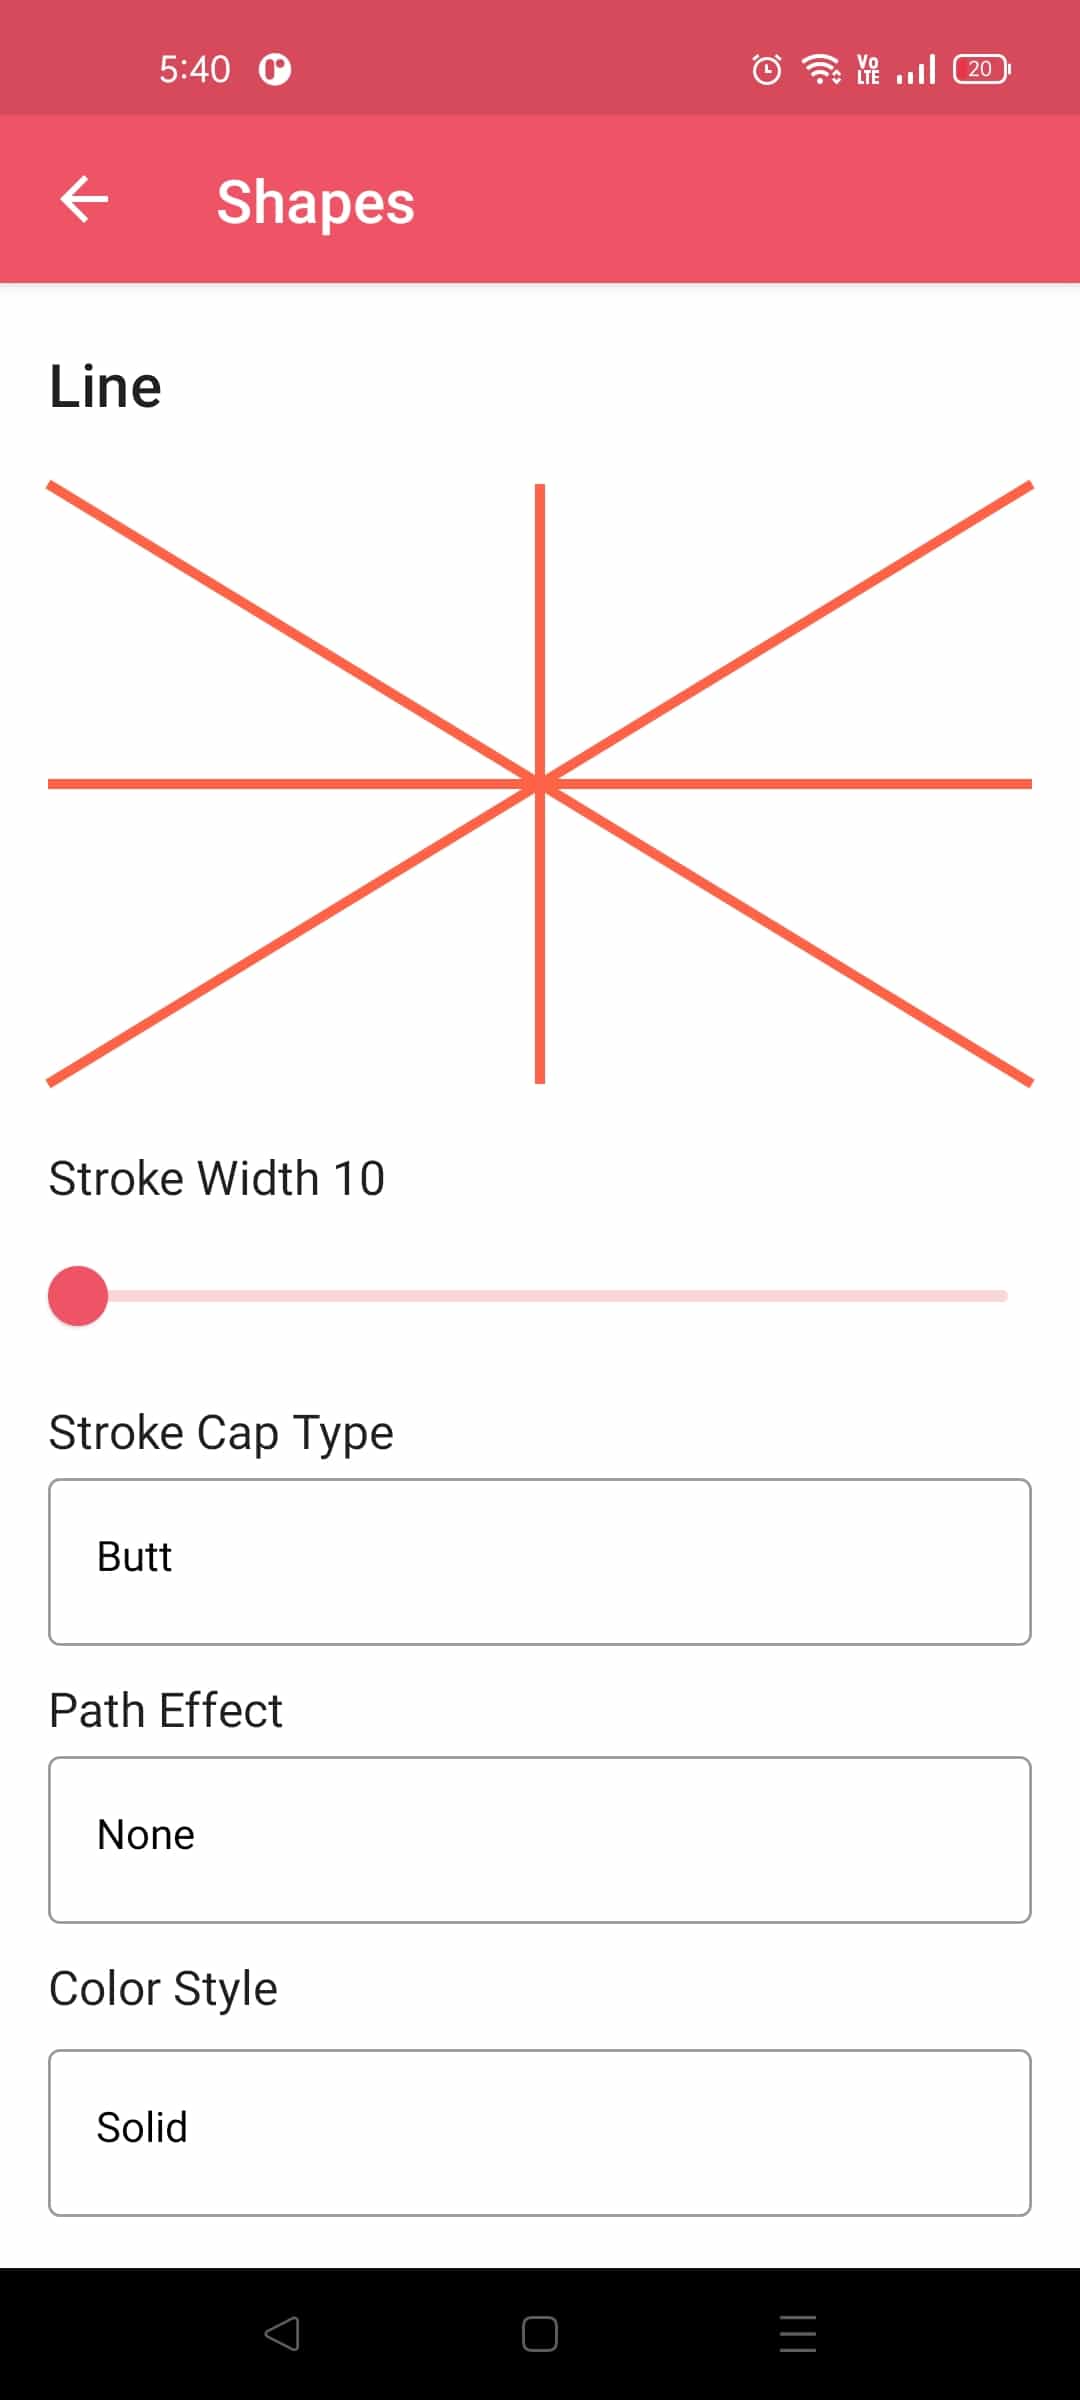 5:40
Vo
LTE
20
Shapes
Line
Stroke Width 10
Stroke Cap Type
Butt
Path Effect
None
Color Style
Solid